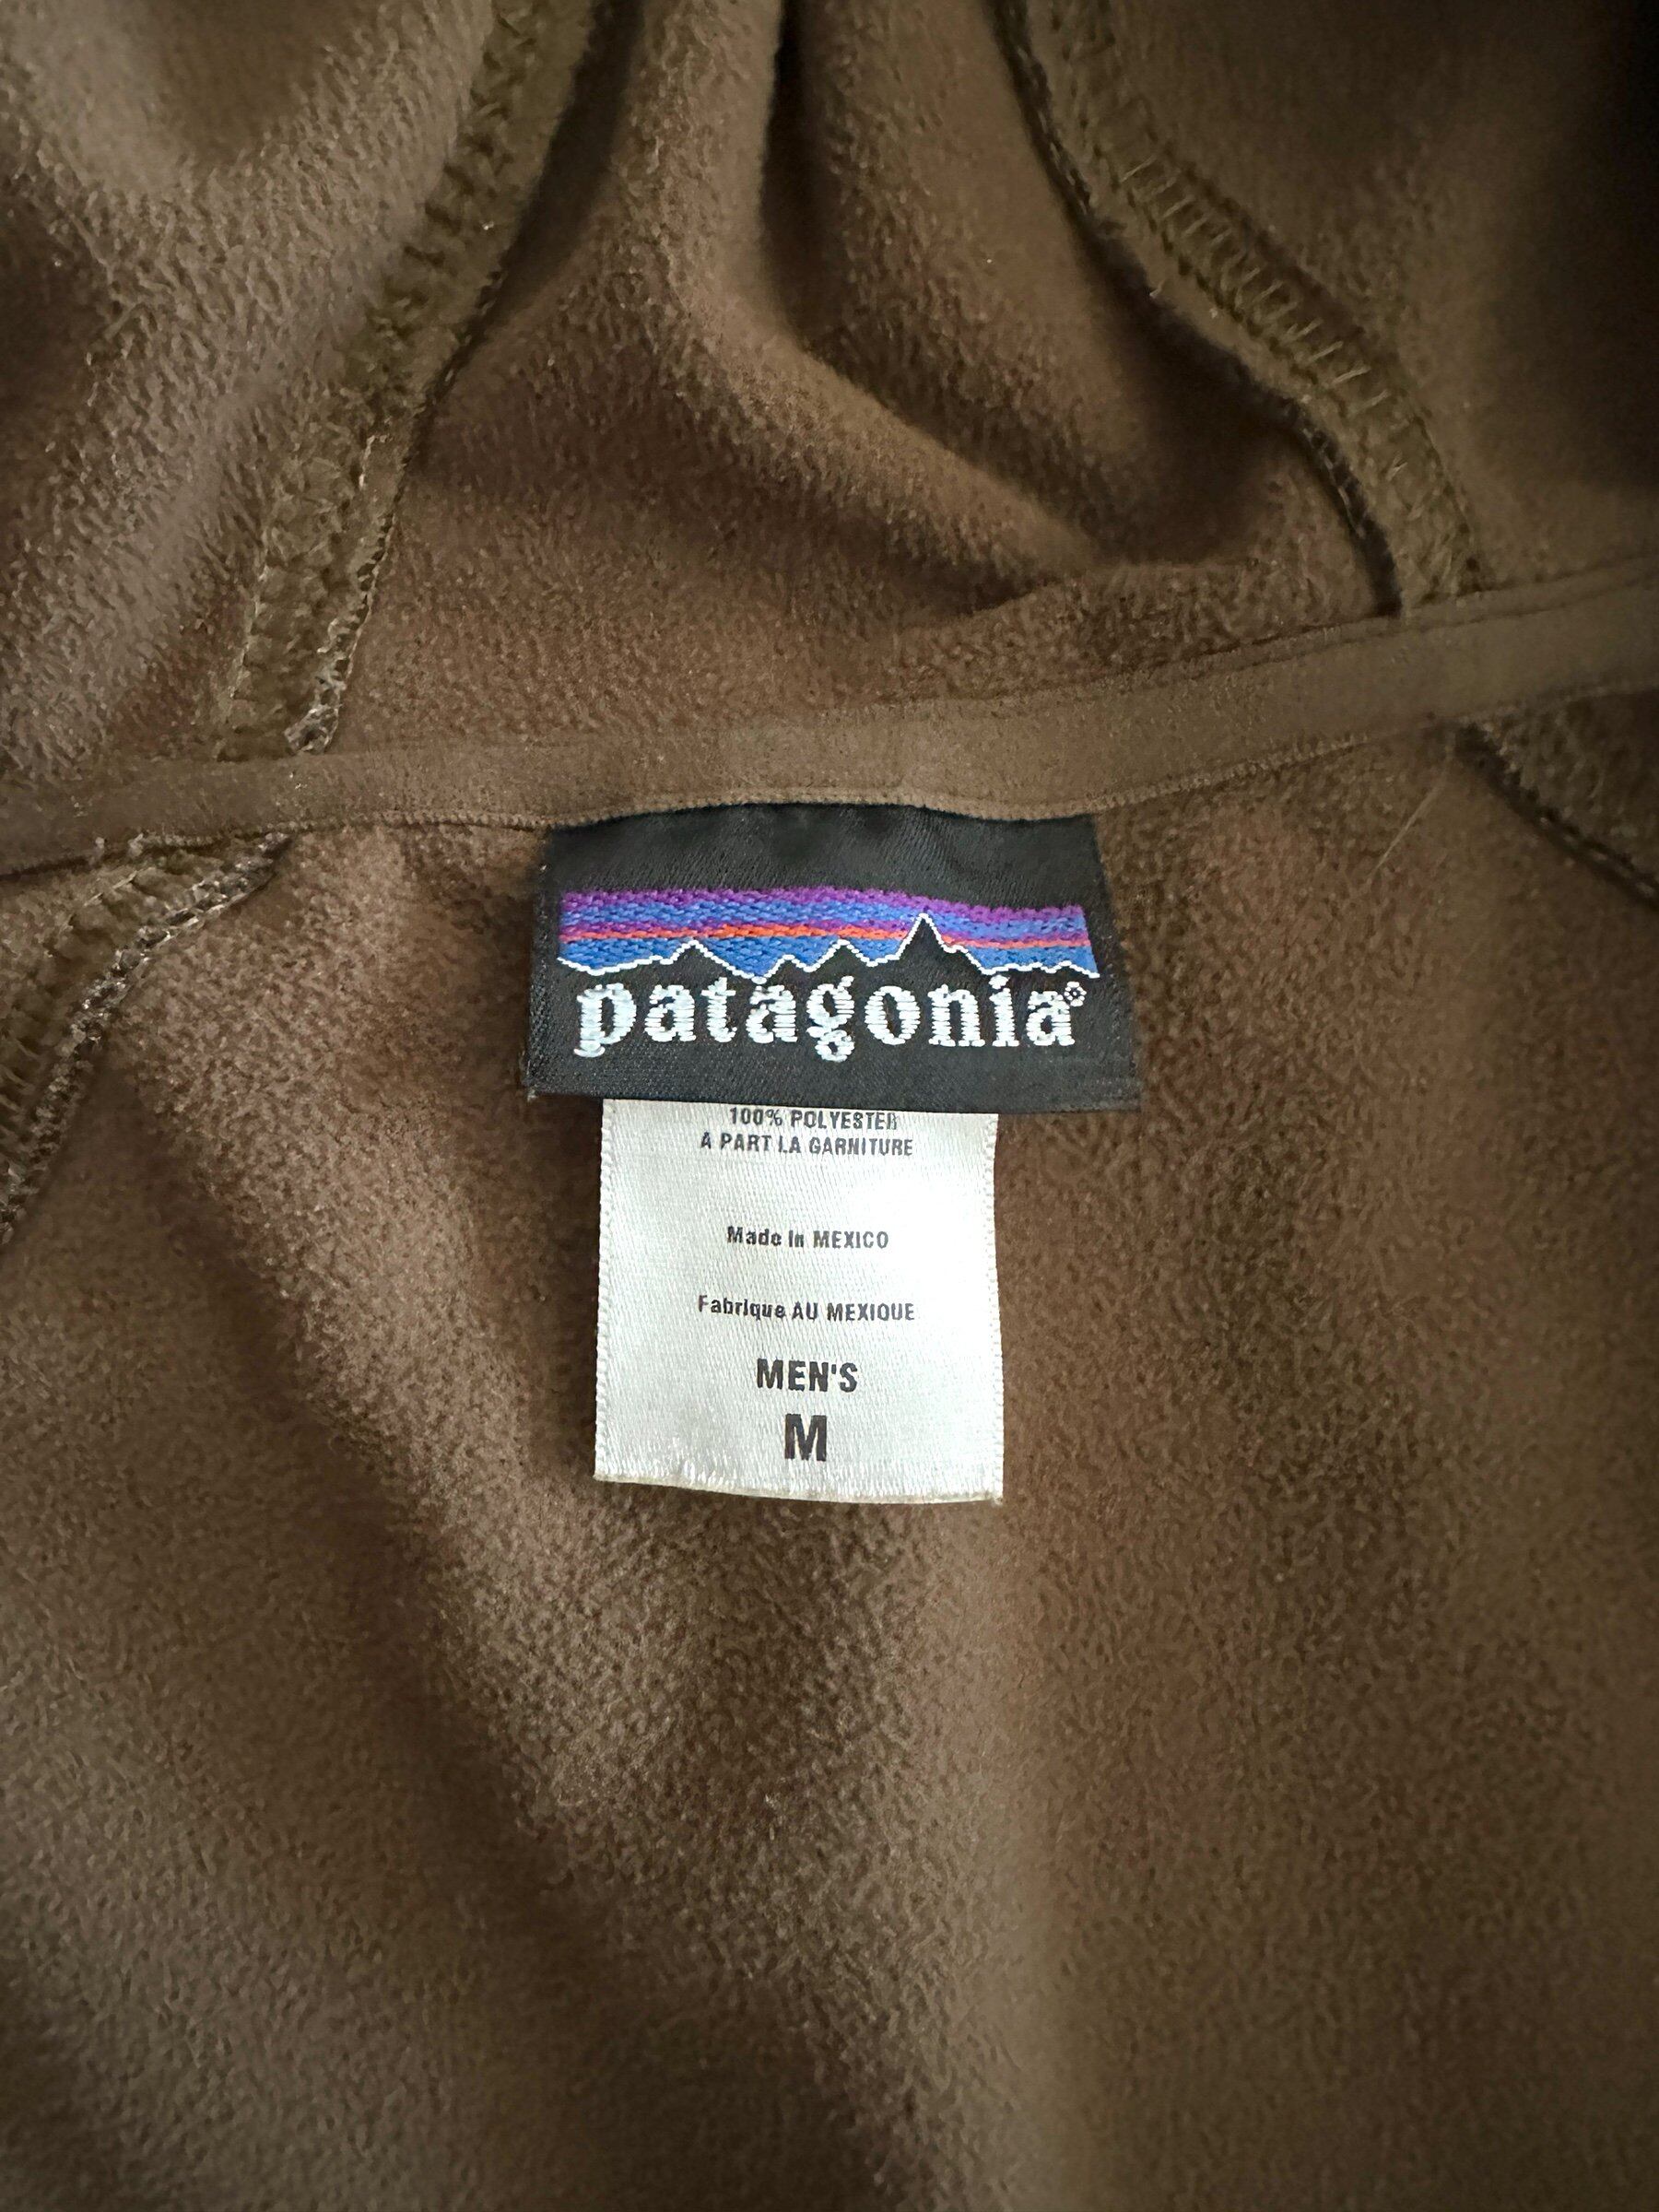 patagonia®
100% POLYESTER
A PART LA GARNITURE
Made in MEXICO
Fabrique AU MEXIQUE
MEN'S
M